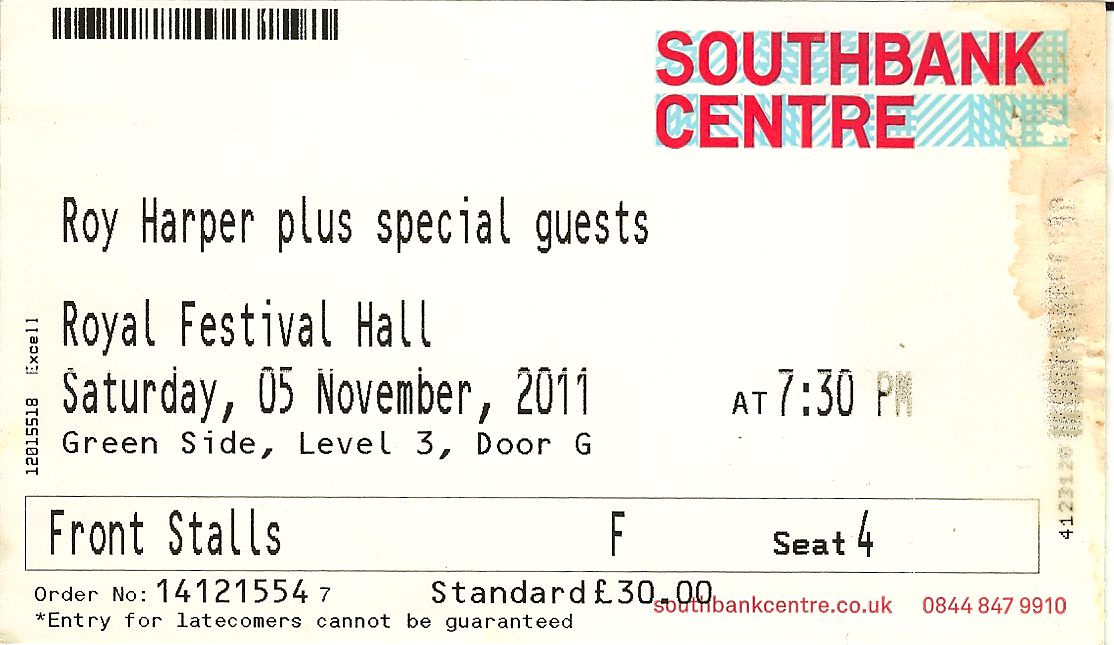 SOUTHBANK
CENTRE
Roy Harper plus special guests
Royal Festival Hall
Saturday, 05 November, 2011 AT 7:30 PM
Green Side, Level 3, Door G
Front Stalls F Seat 4
Order No: 14121554 7 Standard £30.00
southbankcentre.co.uk 0844 847 9910
*Entry for latecomers cannot be guaranteed
12015518 Excell